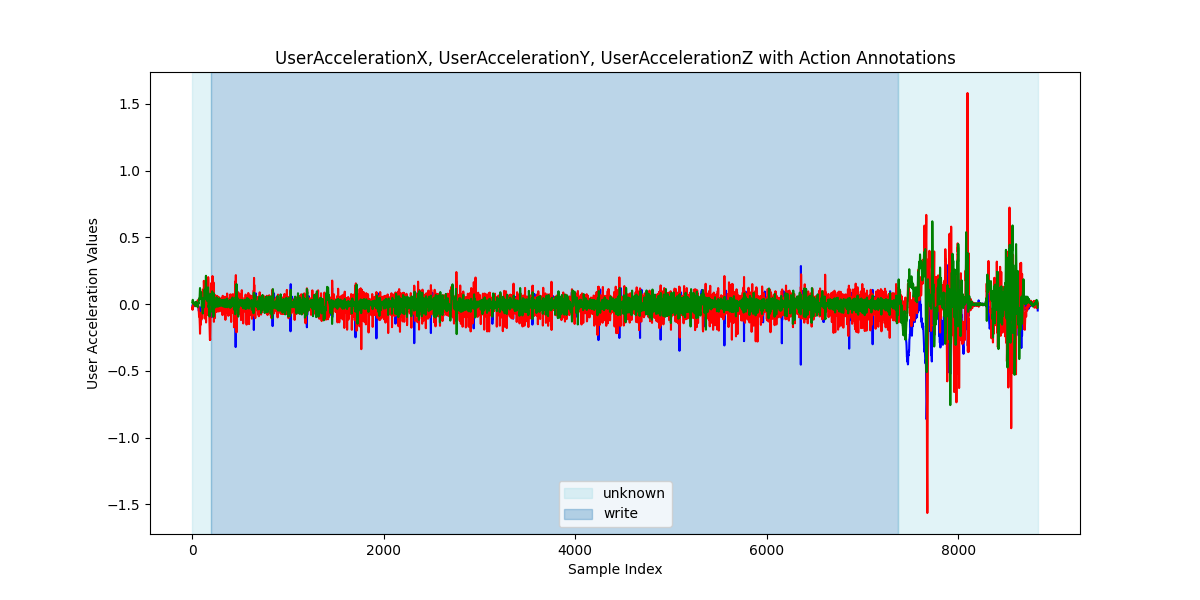 UserAccelerationX, UserAccelerationY, UserAccelerationZ with Action Annotations
User Acceleration Values
1.5
1.0
0.5
0.0
−0.5
−1.0
−1.5
unknown
write
0 2000 4000 6000 8000
Sample Index